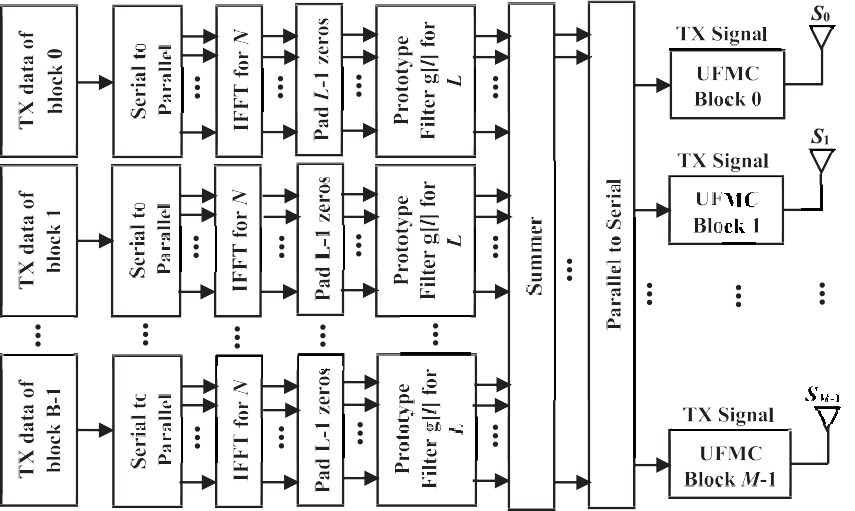 TX data of
block 0
Serial to
Parallel
IFFT for N
Pad L-1 zeros
Prototype
Filter g[l] for
L
TX data of
block 1
Serial to
Parallel
IFFT for N
Pad L-1 zeros
Prototype
Filter g[l] for
L
TX data of
block B-1
Serial to
Parallel
IFFT for N
Pad L-1 zeros
Prototype
Filter g[l] for
L
Summer
Parallel to Serial
S0
TX Signal
UFMC
Block 0
S1
TX Signal
UFMC
Block 1
SM-1
TX Signal
UFMC
Block M-1